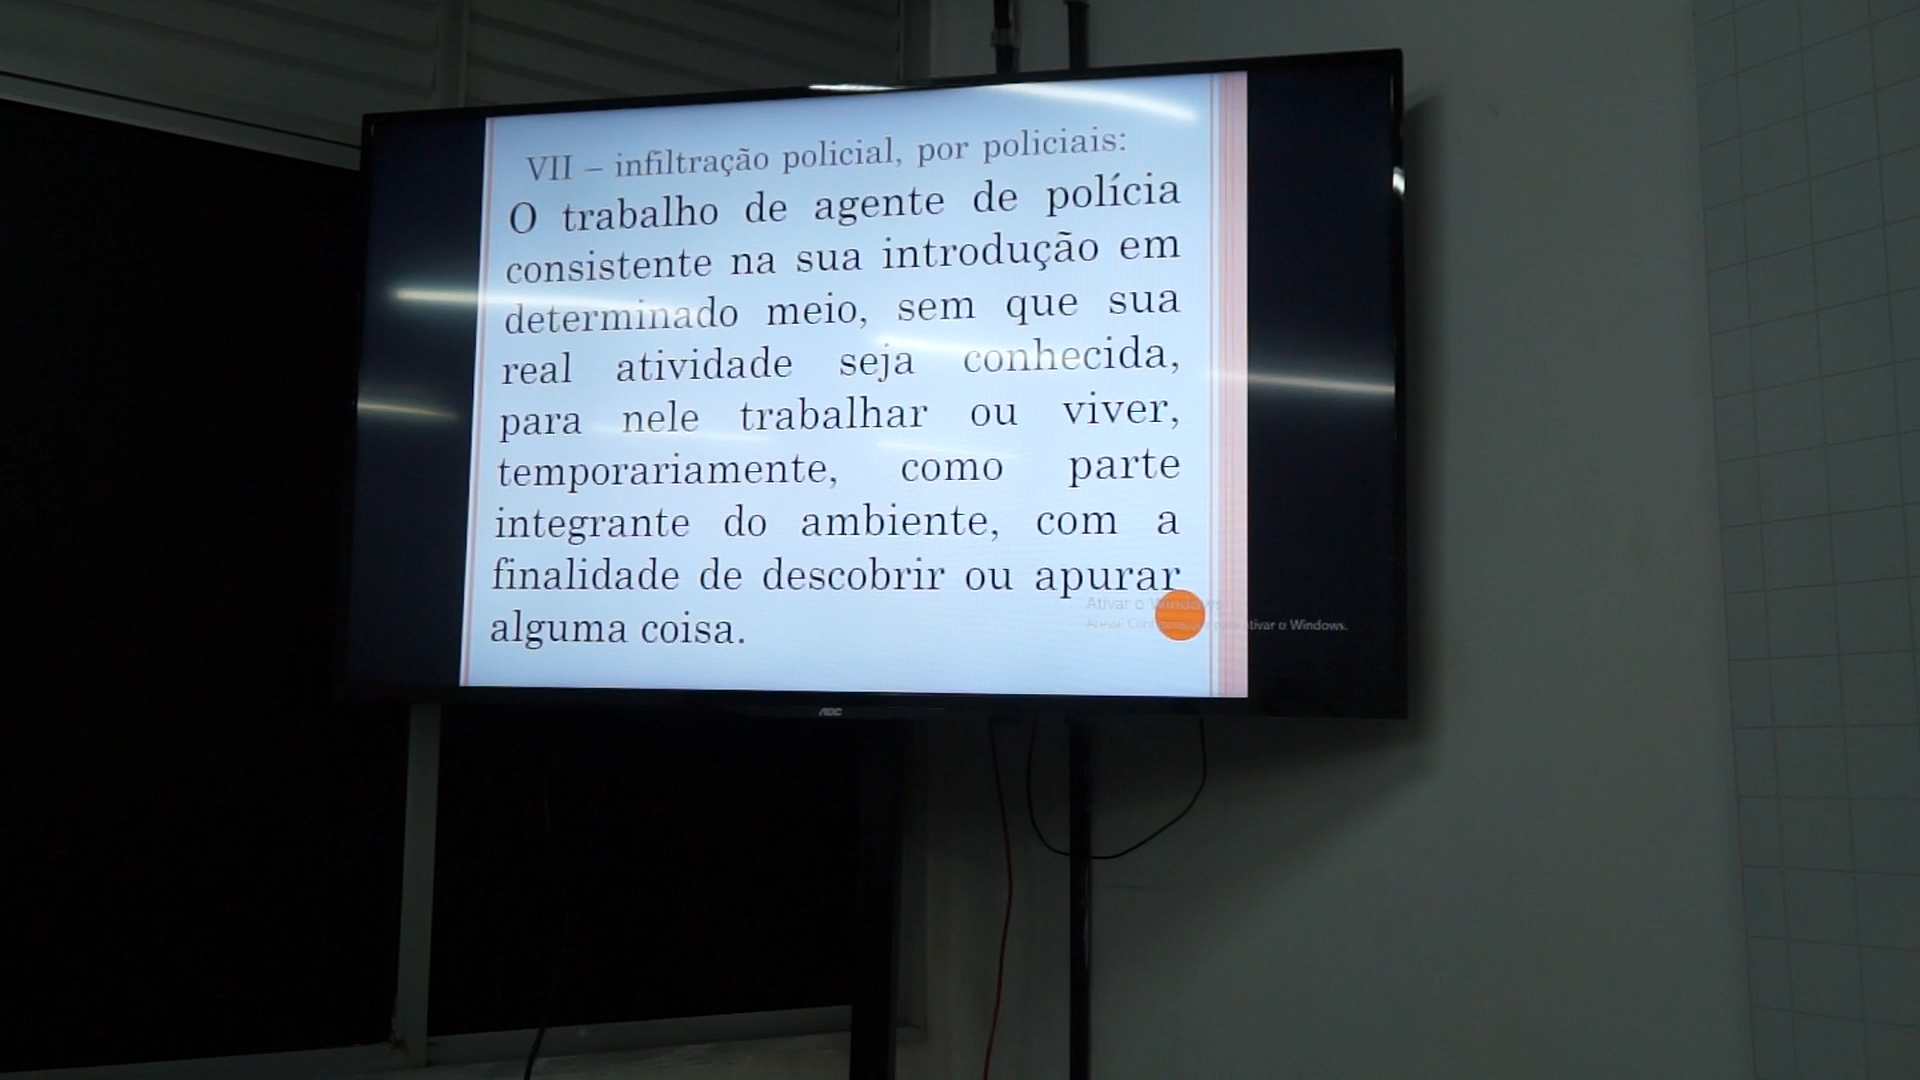 VII – infiltração policial, por policiais:
O trabalho de agente de polícia
consistente na sua introdução em
determinado meio, sem que sua
real atividade seja conhecida,
para nele trabalhar ou viver,
temporariamente, como parte
integrante do ambiente, com a
finalidade de descobrir ou apurar
alguma coisa.
Ativar o Windows
Acesse ativar o Windows.
AOC